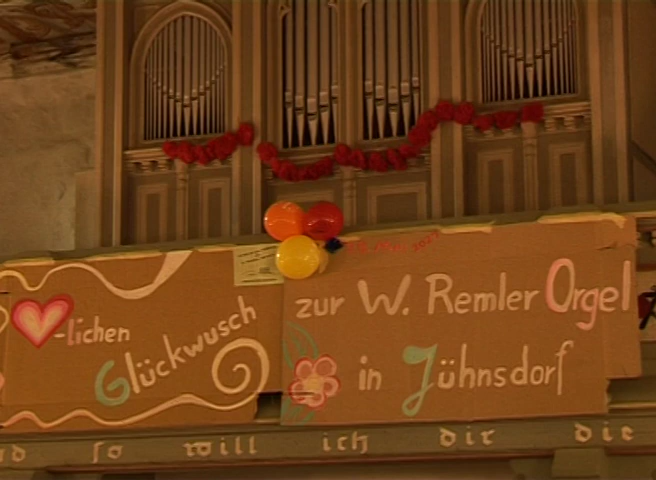 -lichen
Glückwusch
zur W. Remler Orgel
in Jühnsdorf
so will ich dir die